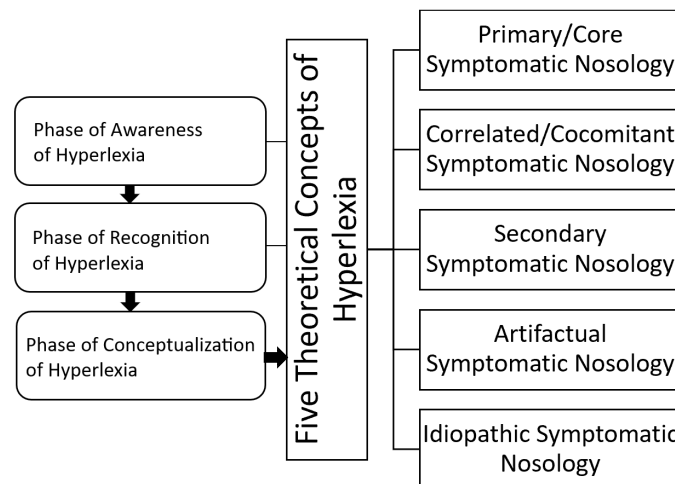 Phase of Awareness
of Hyperlexia
Phase of Recognition
of Hyperlexia
Phase of Conceptualization
of Hyperlexia
Five Theoretical Concepts of
Hyperlexia
Primary/Core
Symptomatic Nosology
Correlated/Cocomitant
Symptomatic Nosology
Secondary
Symptomatic Nosology
Artifactual
Symptomatic Nosology
Idiopathic Symptomatic
Nosology